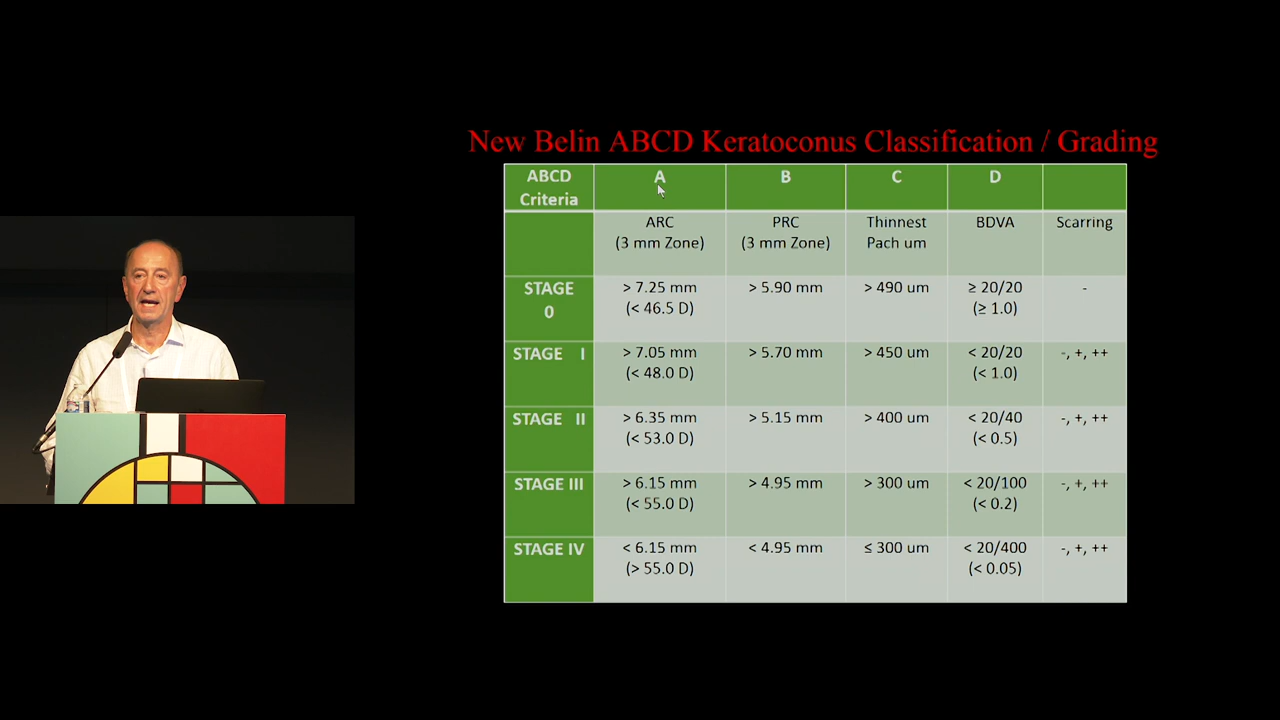 New Belin ABCD Keratoconus Classification / Grading
ABCD Criteria A B C D
ARC (3 mm Zone) PRC (3 mm Zone) Thinnest Pach um BDVA Scarring
STAGE 0 > 7.25 mm (< 46.5 D) > 5.90 mm > 490 um ≥ 20/20 (≥ 1.0) -
STAGE I > 7.05 mm (< 48.0 D) > 5.70 mm > 450 um < 20/20 (< 1.0) -, +, ++
STAGE II > 6.35 mm (< 53.0 D) > 5.15 mm > 400 um < 20/40 (< 0.5) -, +, ++
STAGE III > 6.15 mm (< 55.0 D) > 4.95 mm > 300 um < 20/100 (< 0.2) -, +, ++
STAGE IV < 6.15 mm (> 55.0 D) < 4.95 mm ≤ 300 um < 20/400 (< 0.05) -, +, ++